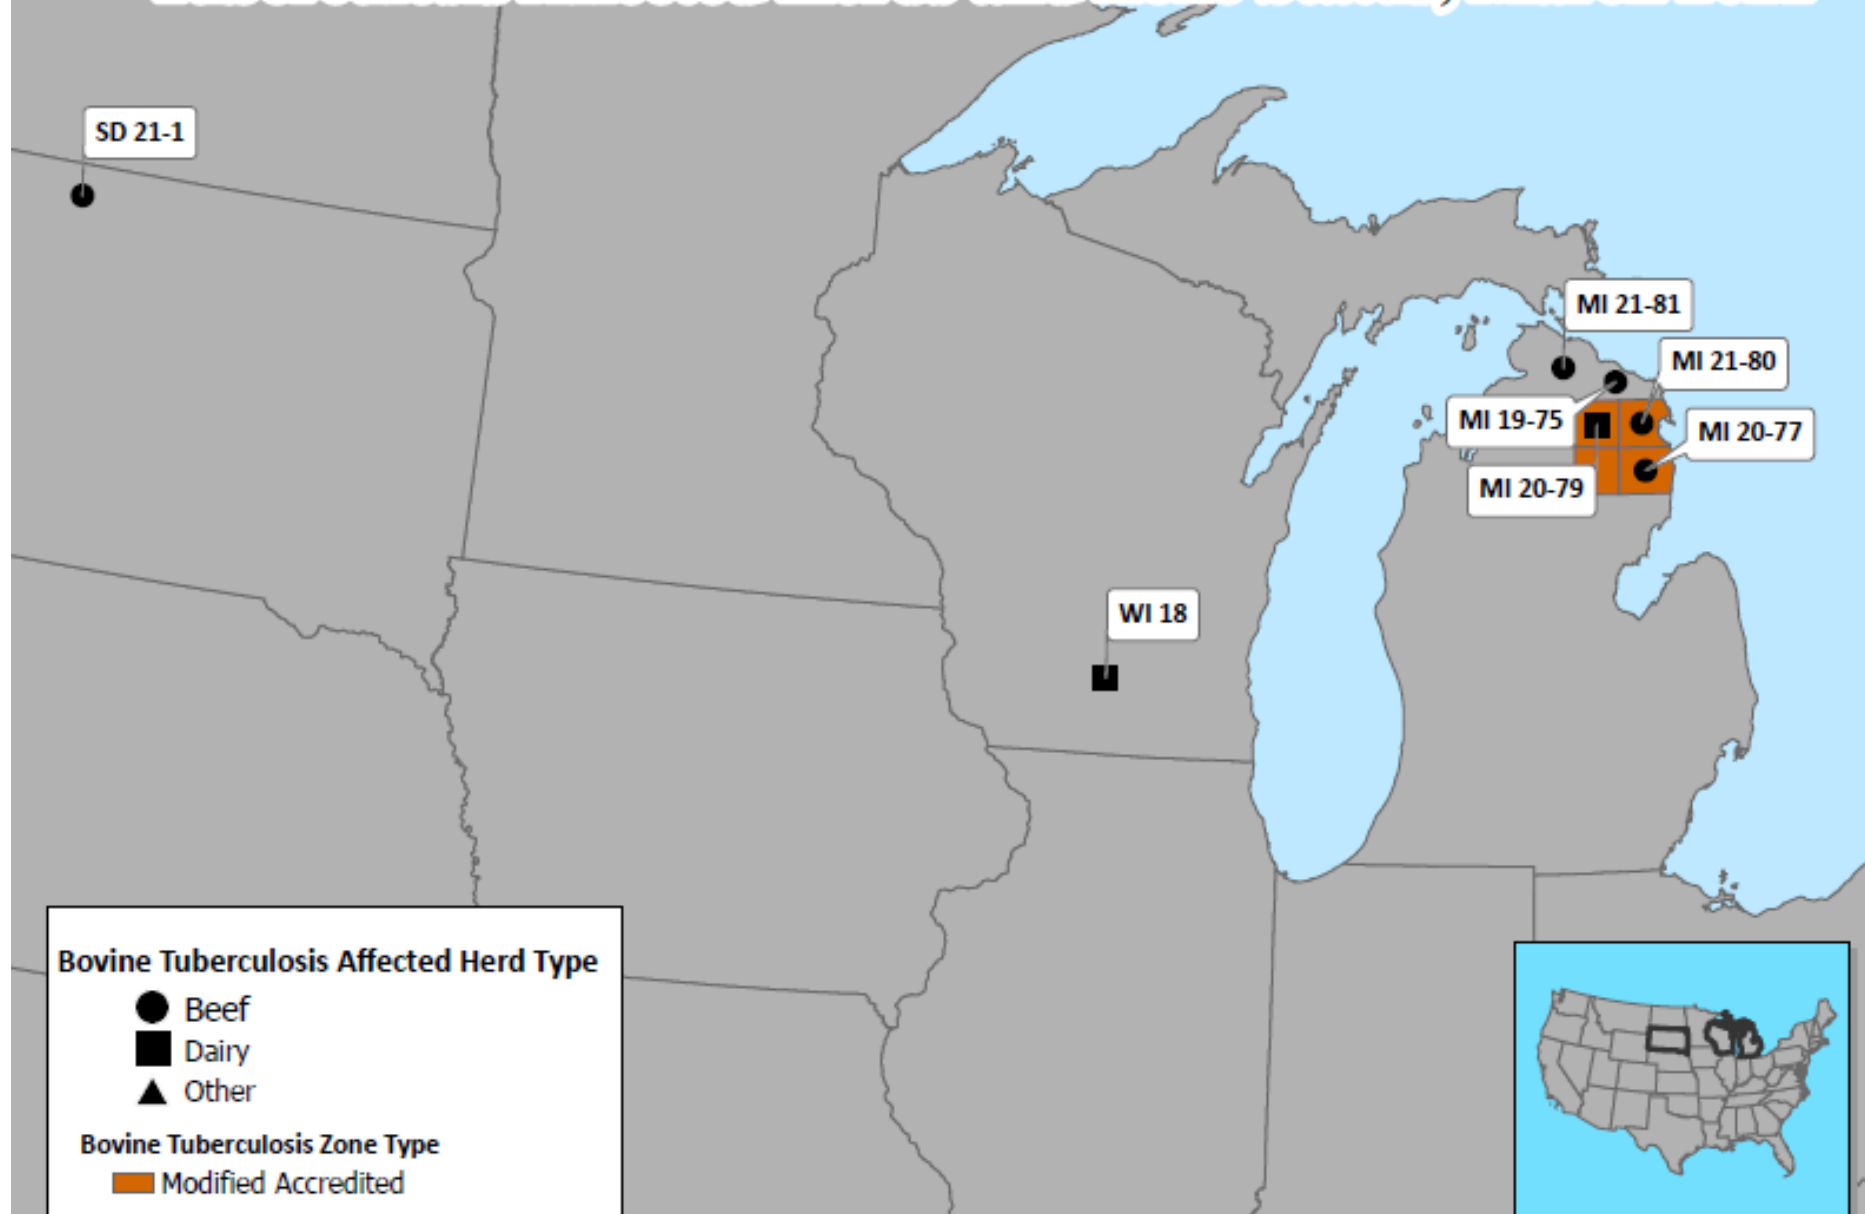 SD 21-1
MI 21-81
MI 21-80
MI 19-75
MI 20-77
MI 20-79
WI 18
Bovine Tuberculosis Affected Herd Type
Beef
Dairy
Other
Bovine Tuberculosis Zone Type
Modified Accredited